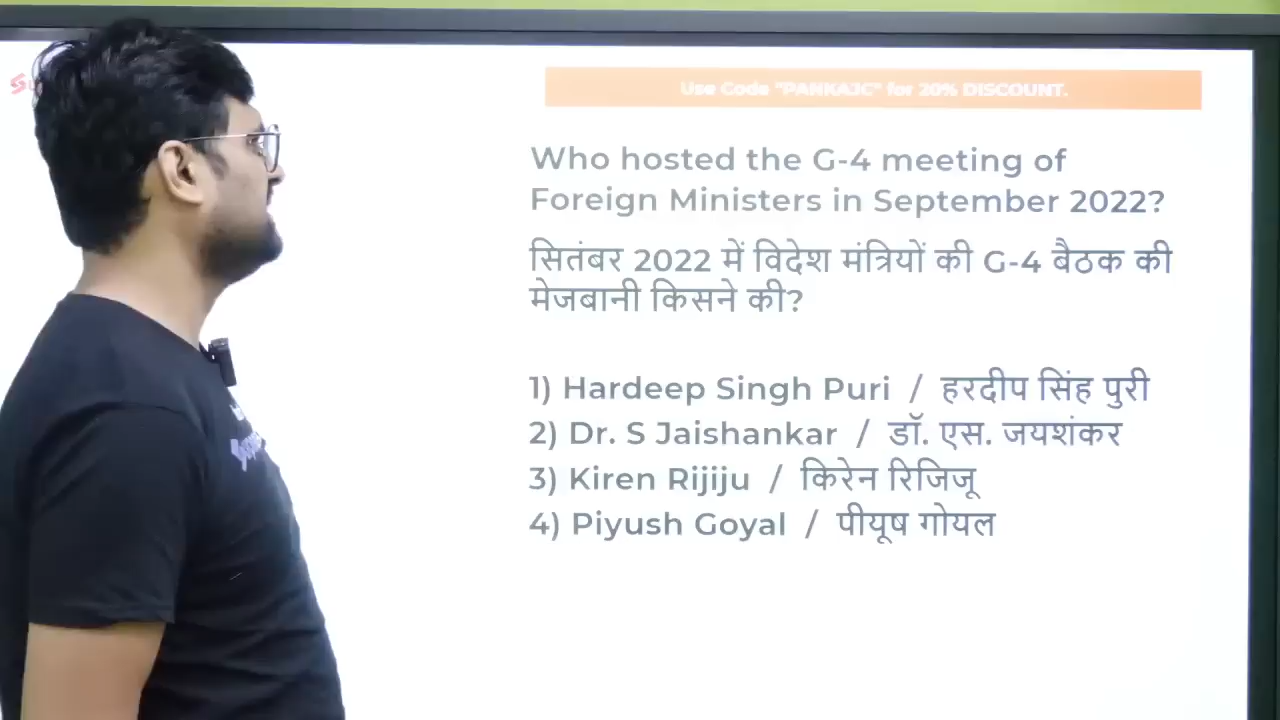 Use Code "PANKAJC" for 20% DISCOUNT.
Who hosted the G-4 meeting of
Foreign Ministers in September 2022?
सितंबर 2022 में विदेश मंत्रियों की G-4 बैठक की
मेजबानी किसने की?
1) Hardeep Singh Puri / हरदीप सिंह पुरी
2) Dr. S Jaishankar / डॉ. एस. जयशंकर
3) Kiren Rijiju / किरेन रिजिजू
4) Piyush Goyal / पीयूष गोयल